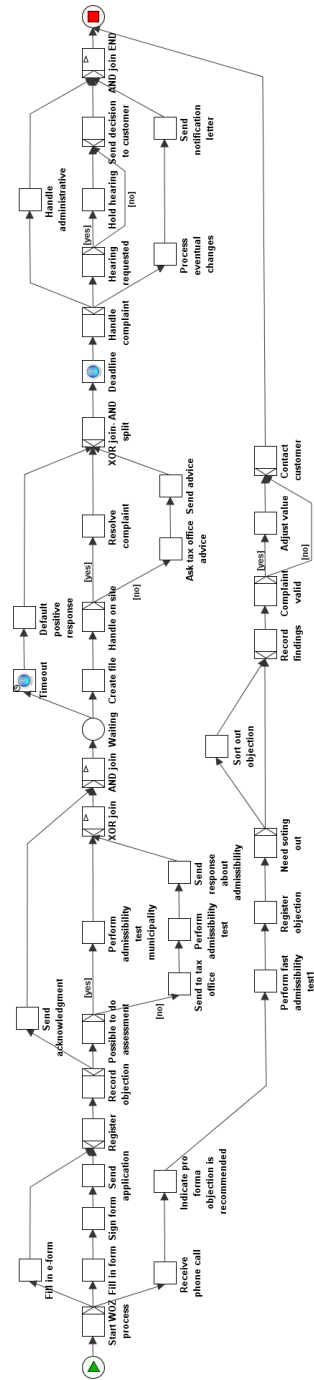 Start WOZ
process
Fill in e-form
Fill in form
Sign form
Send
application
Register
Receive
phone call
Indicate pro
forma
objection is
recommended
Record
objection
Send
acknowledgment
Possible to do
assessment
[yes]
[no]
Perform
admissibility
test
municipality
Send to tax
office
Perform
admissibility
test
Send
response
about
admissibility
XOR join
AND join
Waiting
Timeout
Default
positive
response
Create file
Handle on site
[yes]
[no]
Resolve
complaint
Ask tax office
advice
Send advice
XOR join- AND
split
Deadline
Handle
complaint
Handle
administrative
Hearing
requested
[yes]
[no]
Hold hearing
Send decision
to customer
Process
eventual
changes
Send
notification
letter
AND join END
Perform fast
admissibility
test1
Register
objection
Need soting
out
Sort out
objection
Record
findings
Complaint
valid
[yes]
[no]
Adjust value
Contact
customer